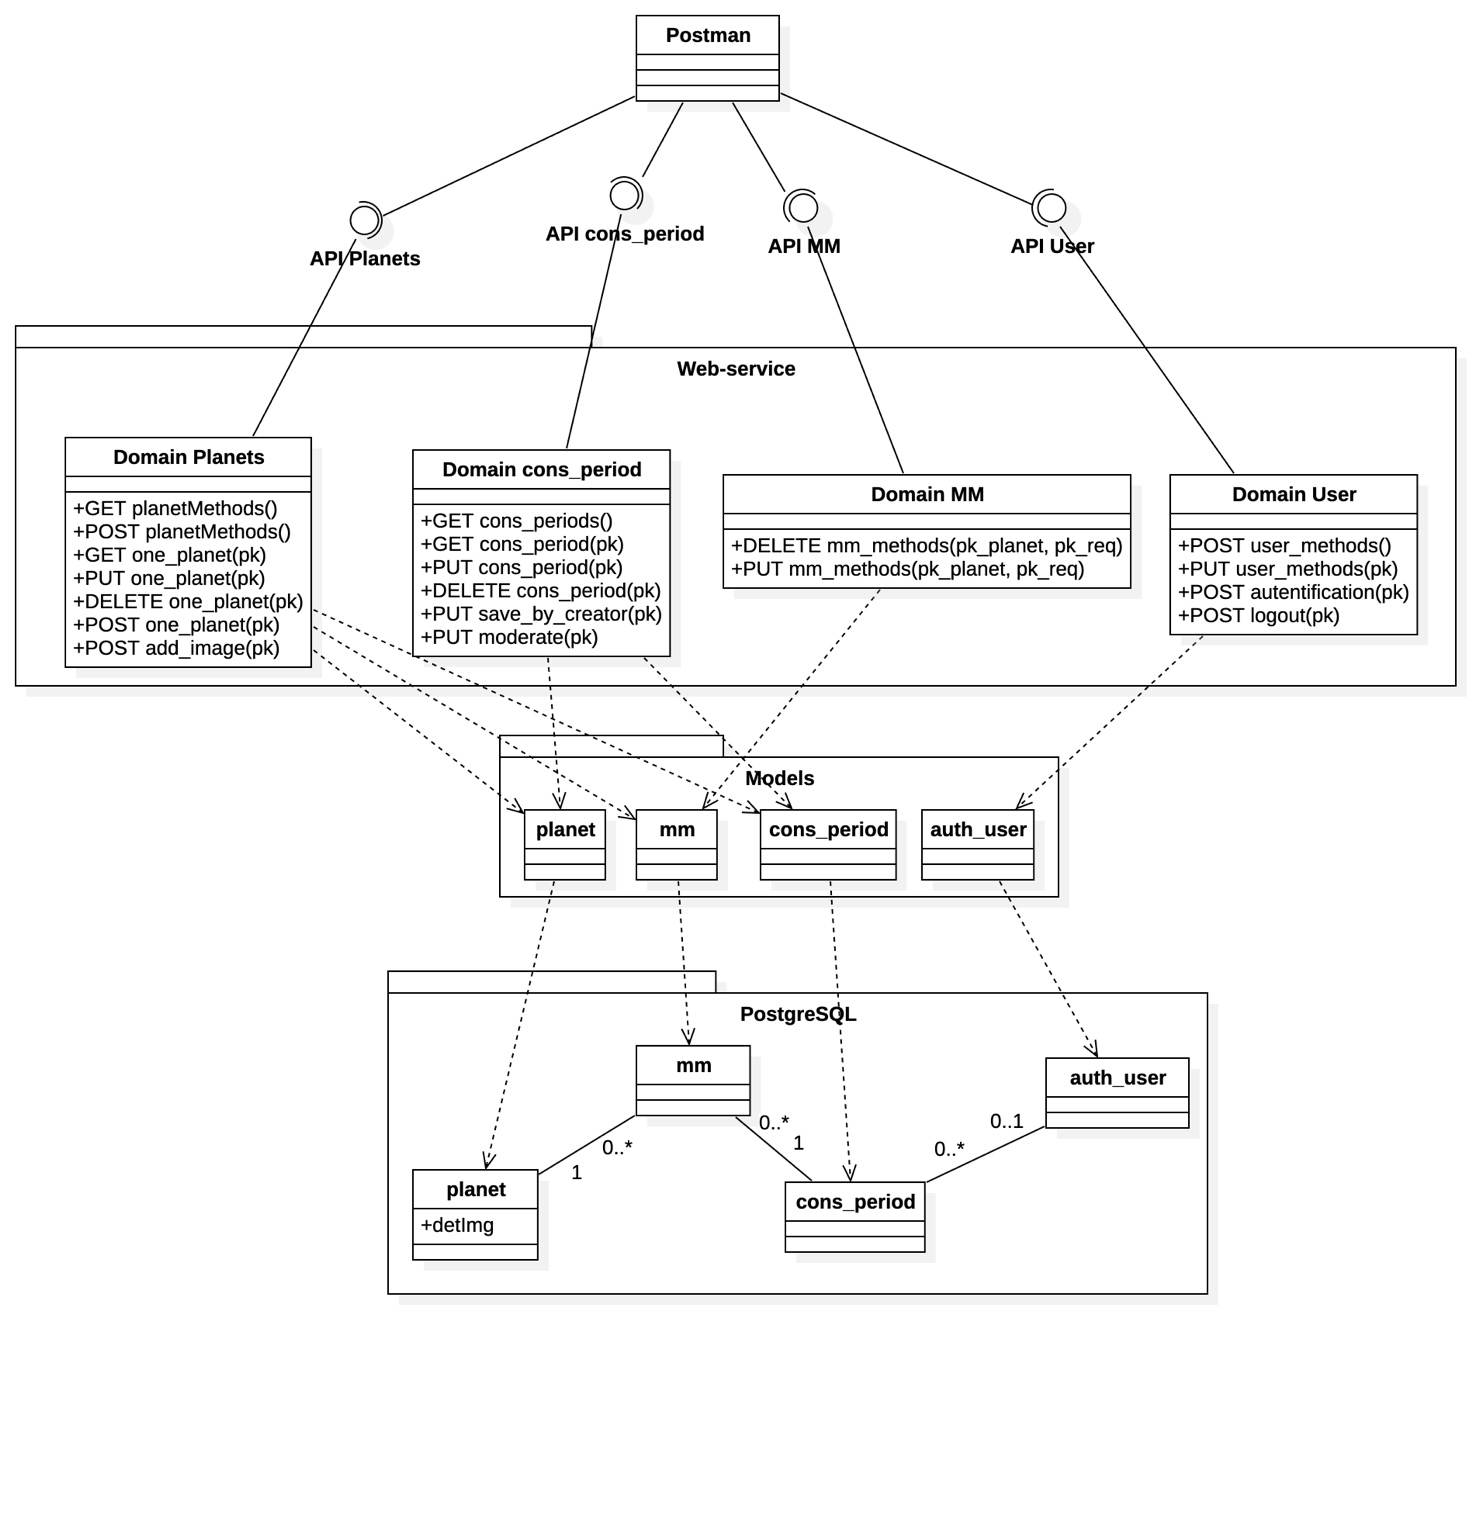 Postman
API Planets
API cons_period
API MM
API User
Web-service
Domain Planets
+GET planetMethods()
+POST planetMethods()
+GET one_planet(pk)
+PUT one_planet(pk)
+DELETE one_planet(pk)
+POST one_planet(pk)
+POST add_image(pk)
Domain cons_period
+GET cons_periods()
+GET cons_period(pk)
+PUT cons_period(pk)
+DELETE cons_period(pk)
+PUT save_by_creator(pk)
+PUT moderate(pk)
Domain MM
+DELETE mm_methods(pk_planet, pk_req)
+PUT mm_methods(pk_planet, pk_req)
Domain User
+POST user_methods()
+PUT user_methods(pk)
+POST autentification(pk)
+POST logout(pk)
Models
planet
mm
cons_period
auth_user
PostgreSQL
mm
auth_user
0..*
1
0..*
1
0..1
0..*
planet
+detImg
cons_period